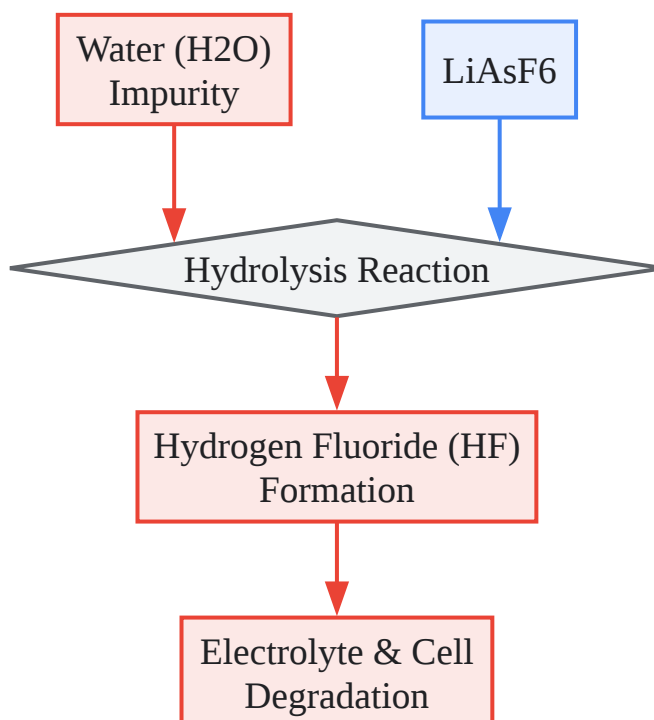 Water (H2O)
Impurity
LiAsF6
Hydrolysis Reaction
Hydrogen Fluoride (HF)
Formation
Electrolyte & Cell
Degradation